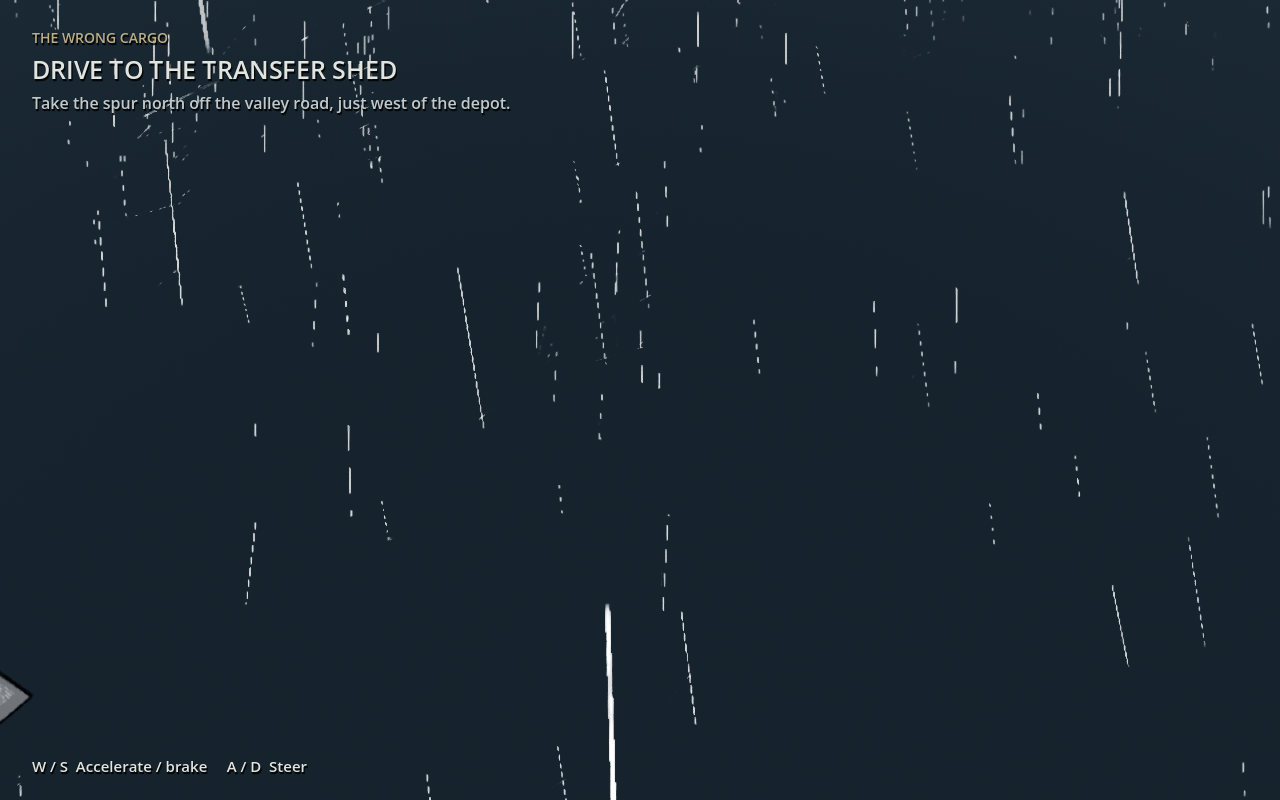 THE WRONG CARGO
DRIVE TO THE TRANSFER SHED
Take the spur north off the valley road, just west of the depot.
W / S  Accelerate / brake  A / D  Steer